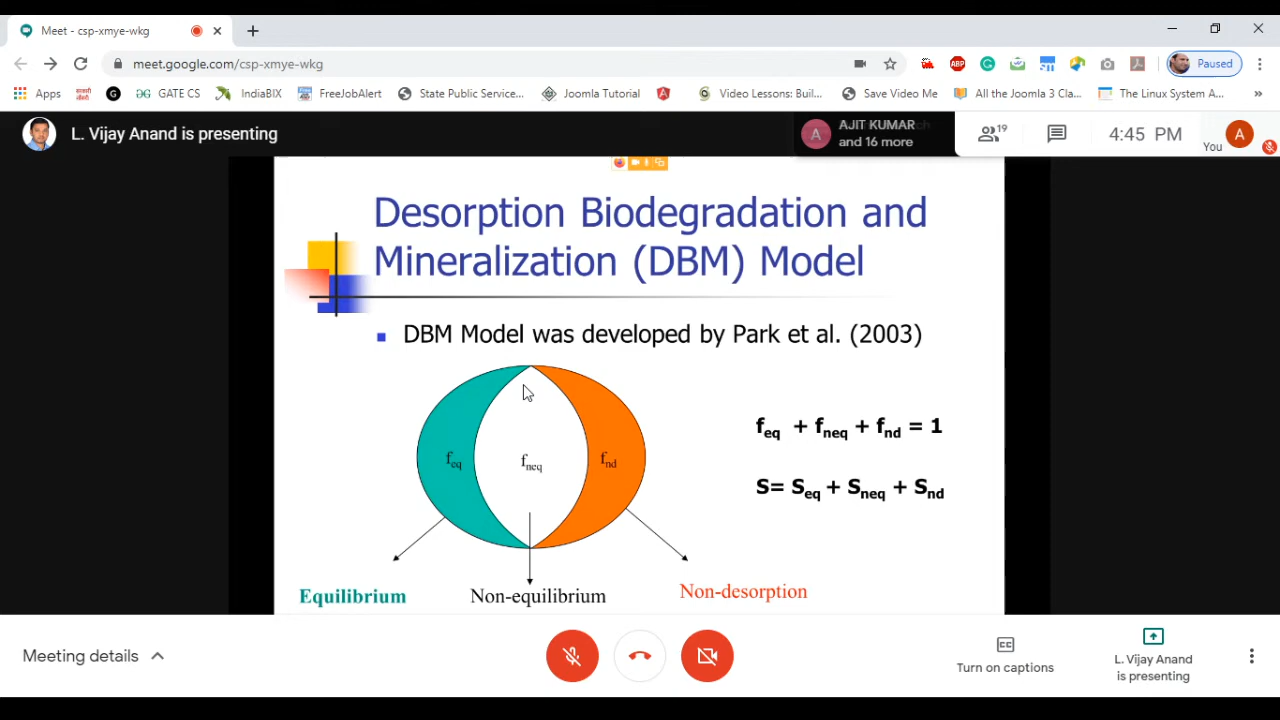 Meet - csp-xmye-wkg
meet.google.com/csp-xmye-wkg
ABP
Paused
Apps
GATE CS
IndiaBIX
FreeJobAlert
State Public Service...
Joomla Tutorial
Video Lessons: Buil...
Save Video Me
All the Joomla 3 Cla...
The Linux System A...
»
L. Vijay Anand is presenting
A
AJIT KUMAR
and 16 more
19
4:45 PM
You
A
Desorption Biodegradation and
Mineralization (DBM) Model
DBM Model was developed by Park et al. (2003)
feq
fneq
fnd
feq + fneq + fnd = 1
S= Seq + Sneq + Snd
Equilibrium
Non-equilibrium
Non-desorption
Meeting details
CC
Turn on captions
L. Vijay Anand
is presenting